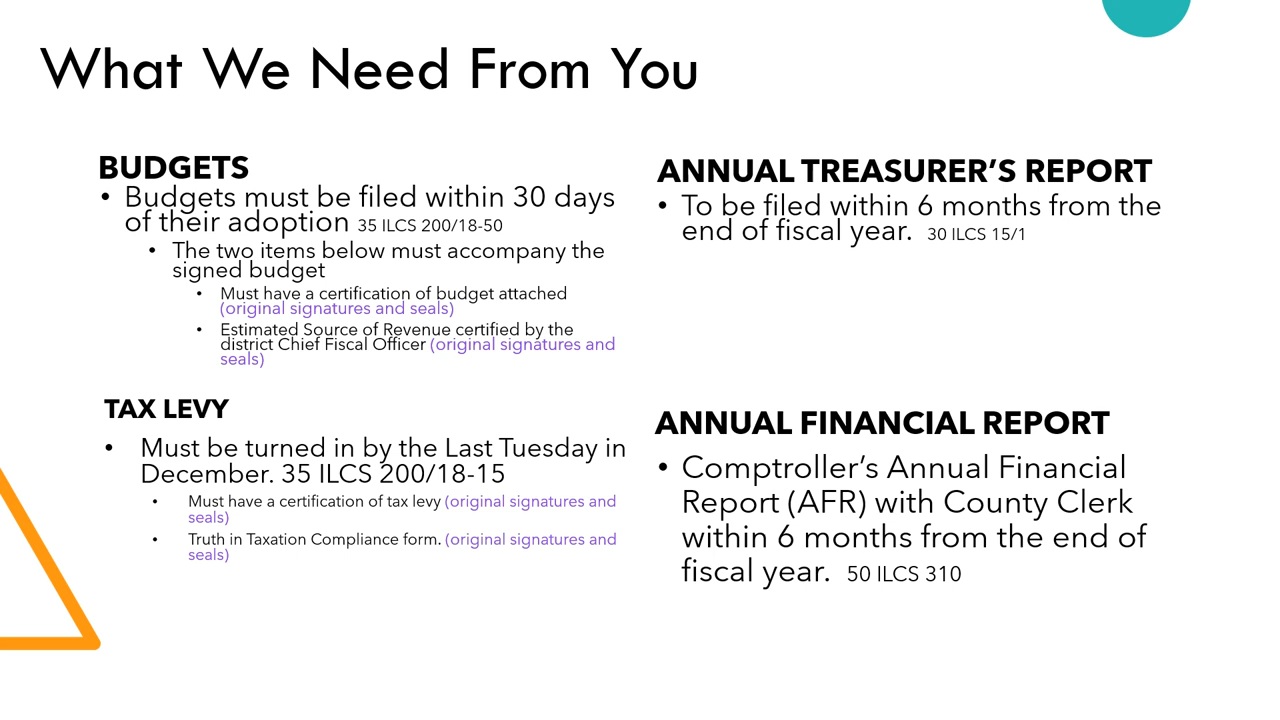 What We Need From You
BUDGETS
• Budgets must be filed within 30 days
of their adoption 35 ILCS 200/18-50
• The two items below must accompany the
signed budget
• Must have a certification of budget attached
(original signatures and seals)
• Estimated Source of Revenue certified by the
district Chief Fiscal Officer (original signatures and
seals)
TAX LEVY
• Must be turned in by the Last Tuesday in
December. 35 ILCS 200/18-15
• Must have a certification of tax levy (original signatures and
seals)
• Truth in Taxation Compliance form. (original signatures and
seals)
ANNUAL TREASURER’S REPORT
• To be filed within 6 months from the
end of fiscal year. 30 ILCS 15/1
ANNUAL FINANCIAL REPORT
• Comptroller’s Annual Financial
Report (AFR) with County Clerk
within 6 months from the end of
fiscal year. 50 ILCS 310